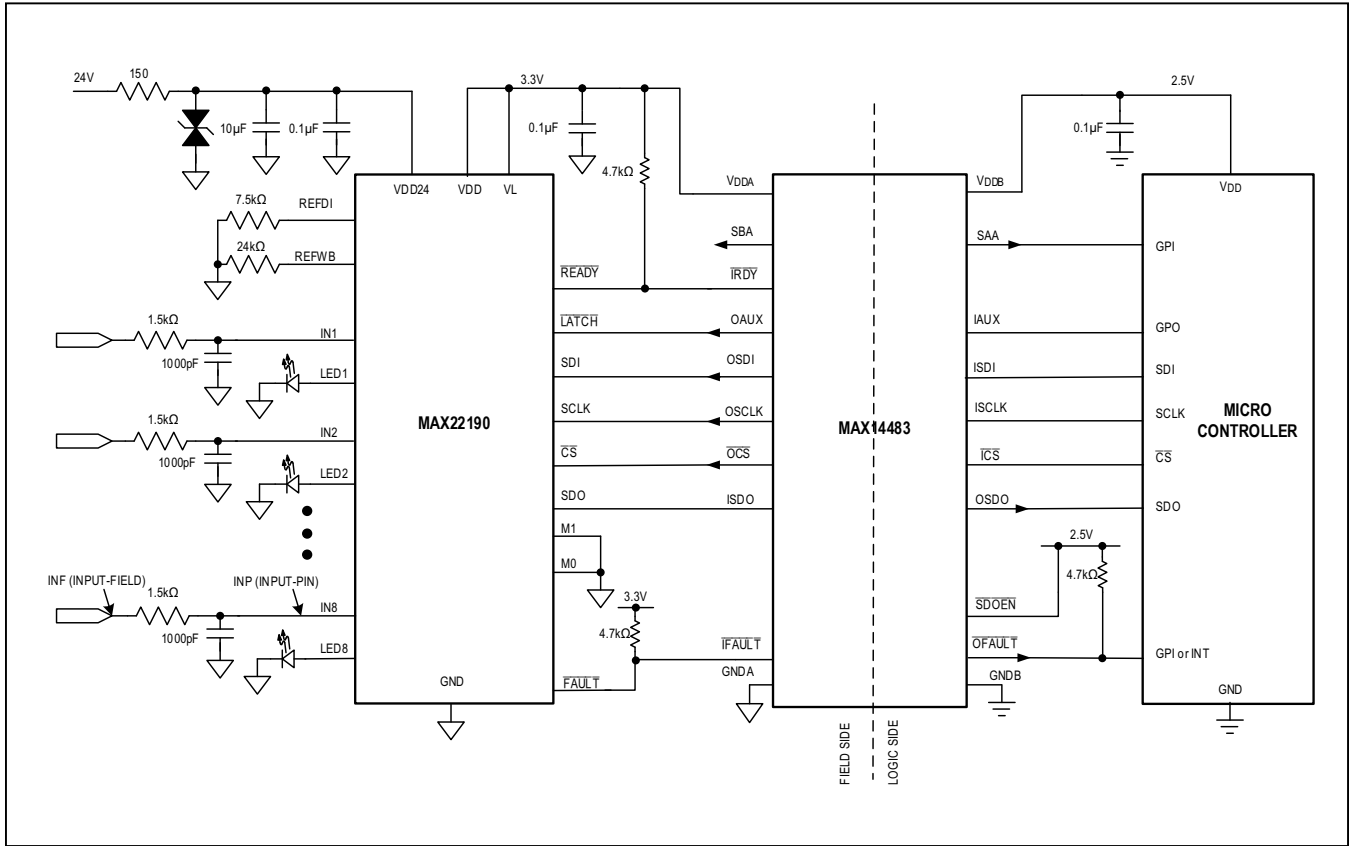 24V
150
3.3V
2.5V
10µF
0.1µF
0.1µF
4.7kΩ
0.1µF
VDD24
VDD
VL
VDDA
VDDB
VDD
7.5kΩ
REFDI
24kΩ
REFWB
SBA
SAA
GPI
READY
IRDY
1.5kΩ
IN1
LATCH
OAUX
IAUX
GPO
1000pF
LED1
SDI
OSDI
ISDI
SDI
SCLK
OSCLK
ISCLK
SCLK
MAX22190
MAX14483
MICRO
CONTROLLER
1.5kΩ
IN2
CS
OCS
ICS
CS
1000pF
LED2
SDO
ISDO
OSDO
SDO
M1
M0
2.5V
4.7kΩ
INF (INPUT-FIELD)
1.5kΩ
INP (INPUT-PIN)
IN8
3.3V
4.7kΩ
SDOEN
1000pF
LED8
IFAULT
OFAULT
GPI or INT
GNDA
GNDB
GND
FAULT
GND
FIELD SIDE
LOGIC SIDE